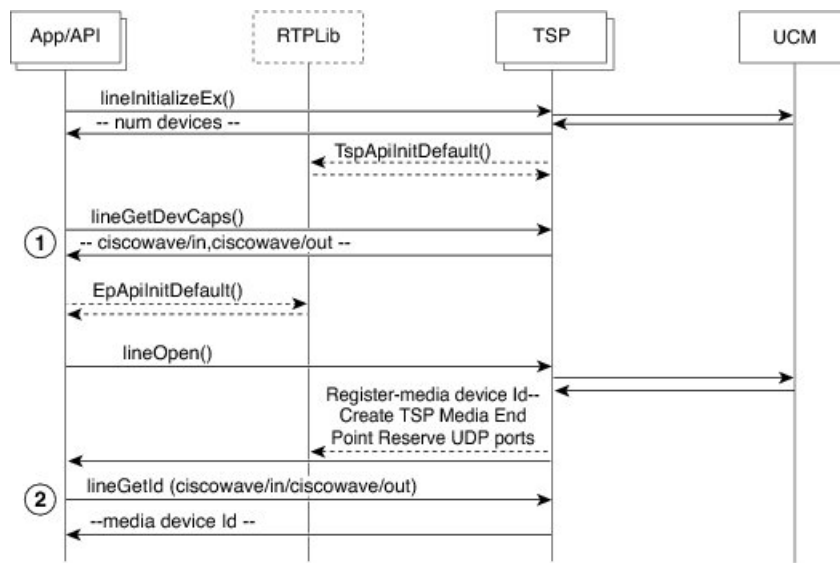 App/API
RTPLib
TSP
UCM
lineInitializeEx()
-- num devices --
TspApiInitDefault()
lineGetDevCaps()
1
-- ciscowave/in,ciscowave/out --
EpApiInitDefault()
lineOpen()
Register-media device Id--
Create TSP Media End
Point Reserve UDP ports
2
lineGetId (ciscowave/in/ciscowave/out)
--media device Id --